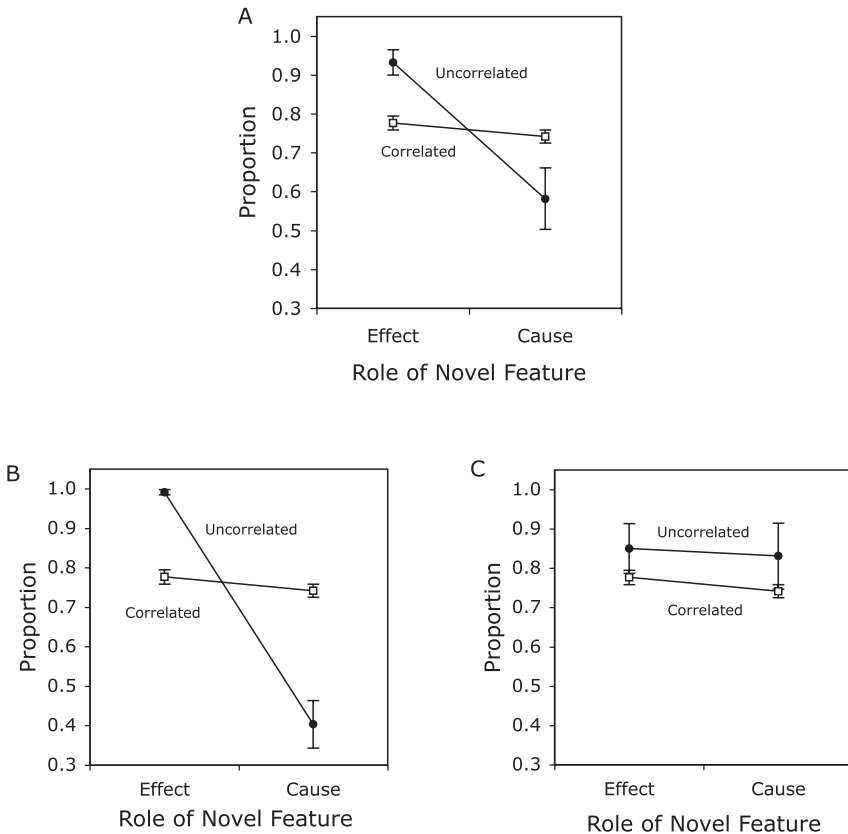 A
Proportion
1.0
0.9
0.8
0.7
0.6
0.5
0.4
0.3
Uncorrelated
Correlated
Effect Cause
Role of Novel Feature
B
Proportion
1.0
0.9
0.8
0.7
0.6
0.5
0.4
0.3
Uncorrelated
Correlated
Effect Cause
Role of Novel Feature
C
Proportion
1.0
0.9
0.8
0.7
0.6
0.5
0.4
0.3
Uncorrelated
Correlated
Effect Cause
Role of Novel Feature